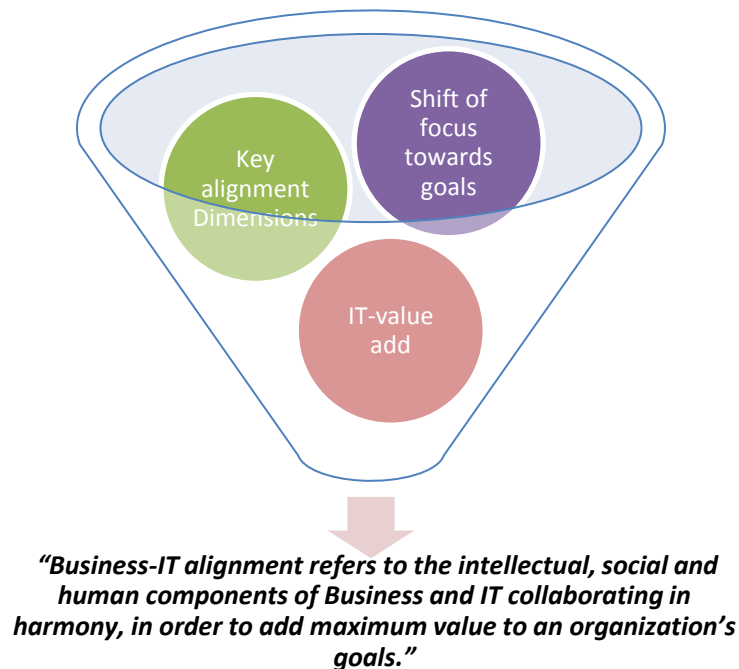 Shift of
focus
towards
goals
Key
alignment
Dimensions
IT-value
add
“Business-IT alignment refers to the intellectual, social and
human components of Business and IT collaborating in
harmony, in order to add maximum value to an organization’s
goals.”